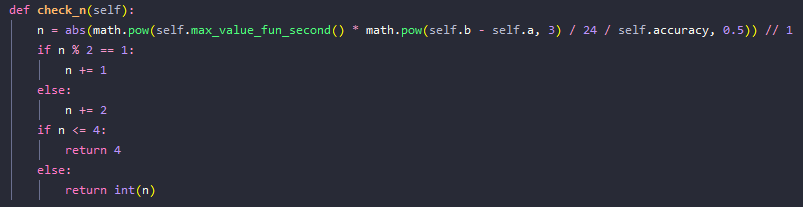 def check_n(self):
    n = abs(math.pow(self.max_value_fun_second() * math.pow(self.b - self.a, 3) / 24 / self.accuracy, 0.5)) // 1
    if n % 2 == 1:
        n += 1
    else:
        n += 2
    if n <= 4:
        return 4
    else:
        return int(n)